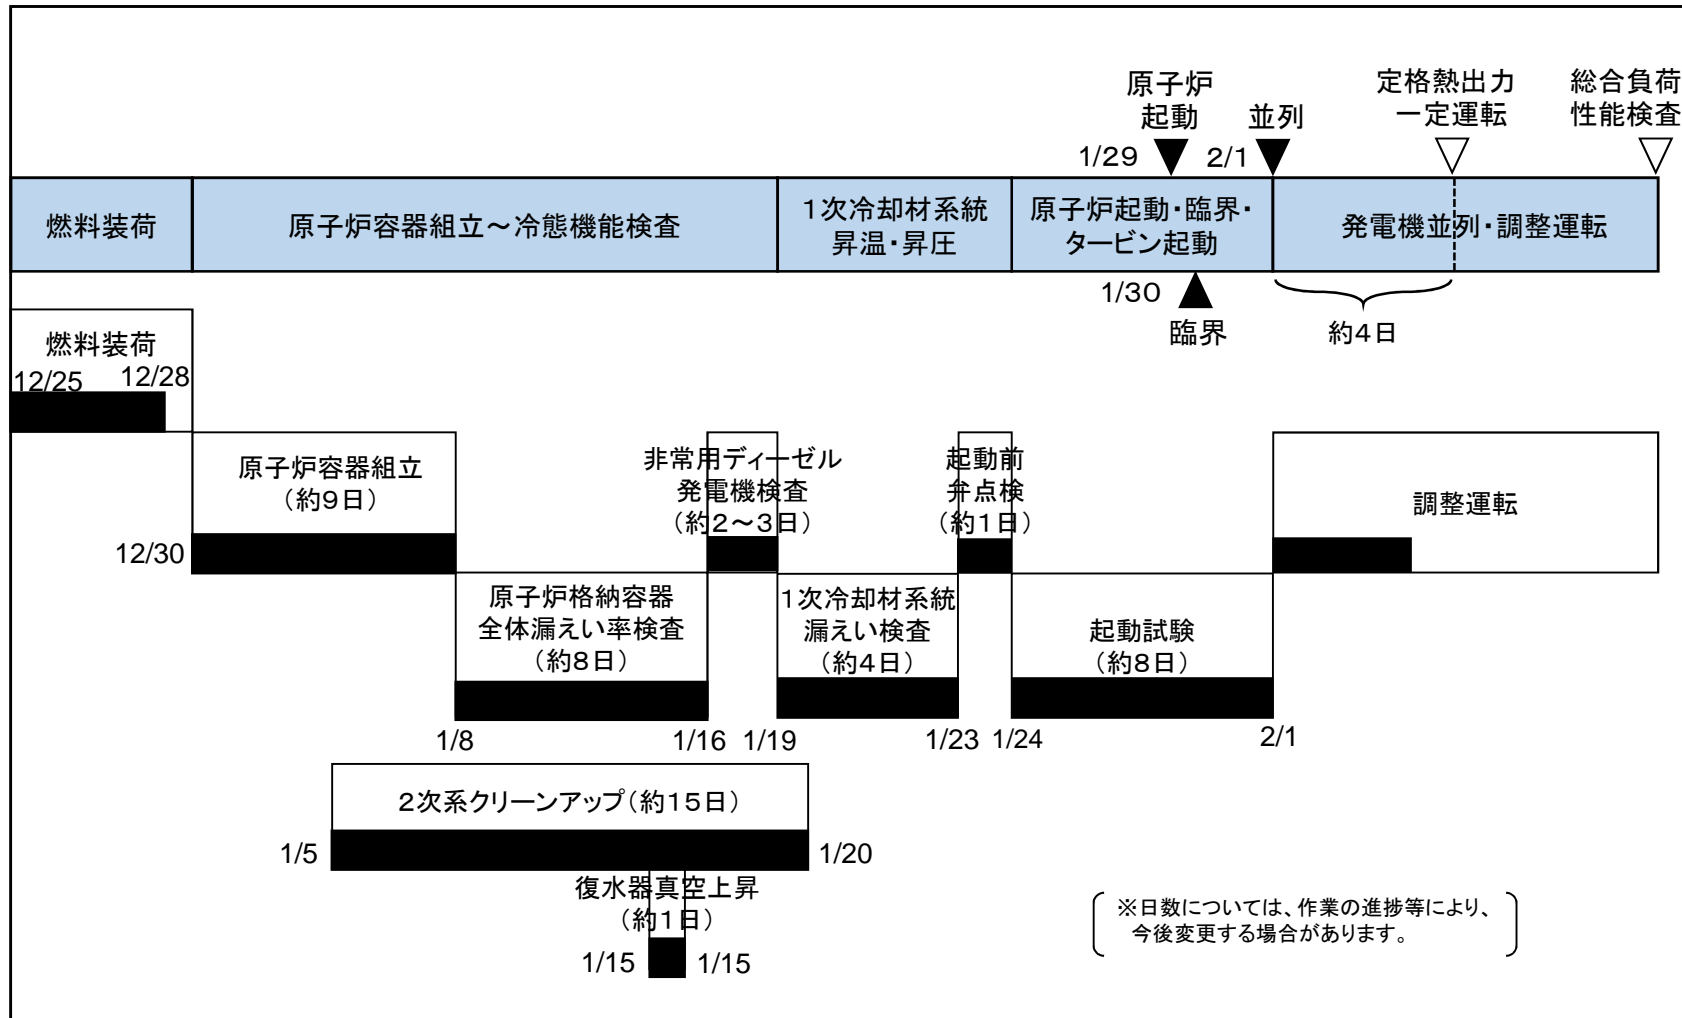 原子炉
起動
1/29
2/1
並列
定格熱出力
一定運転
総合負荷
性能検査
燃料装荷
原子炉容器組立～冷態機能検査
1次冷却材系統
昇温・昇圧
原子炉起動・臨界・
タービン起動
発電機並列・調整運転
1/30
臨界
約4日
燃料装荷
12/25
12/28
原子炉容器組立
（約9日）
12/30
非常用ディーゼル
発電機検査
（約2～3日）
起動前
弁点検
（約1日）
調整運転
原子炉格納容器
全体漏えい率検査
（約8日）
1次冷却材系統
漏えい検査
（約4日）
起動試験
（約8日）
1/8
1/16
1/19
1/23
1/24
2/1
2次系クリーンアップ（約15日）
1/5
1/20
復水器真空上昇
（約1日）
1/15
1/15
※日数については、作業の進捗等により、
今後変更する場合があります。